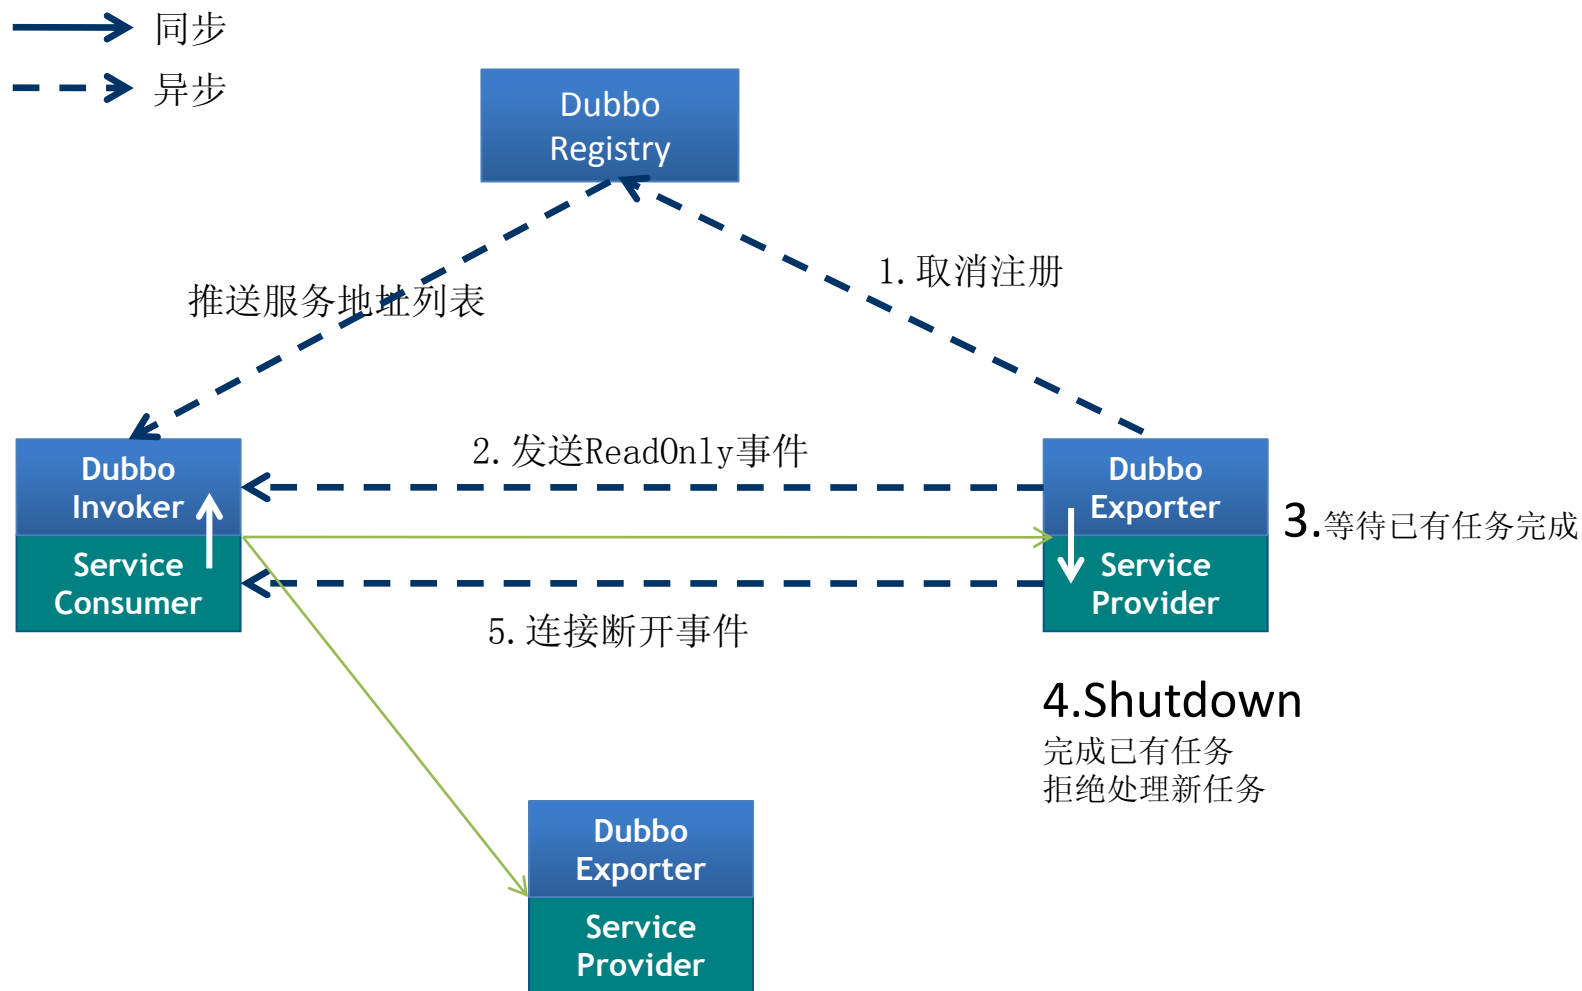 同步
异步
Dubbo
Registry
1.取消注册
推送服务地址列表
2.发送ReadOnly事件
Dubbo
Invoker
Service
Consumer
Dubbo
Exporter
Service
Provider
3.等待已有任务完成
5.连接断开事件
4.Shutdown
完成已有任务
拒绝处理新任务
Dubbo
Exporter
Service
Provider